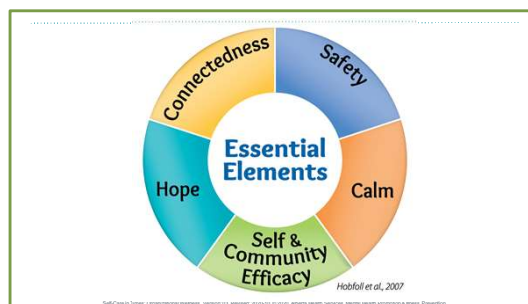 Connectedness
Safety
Essential
Elements
Hope
Calm
Self &
Community
Efficacy
Hobfoll et al., 2007